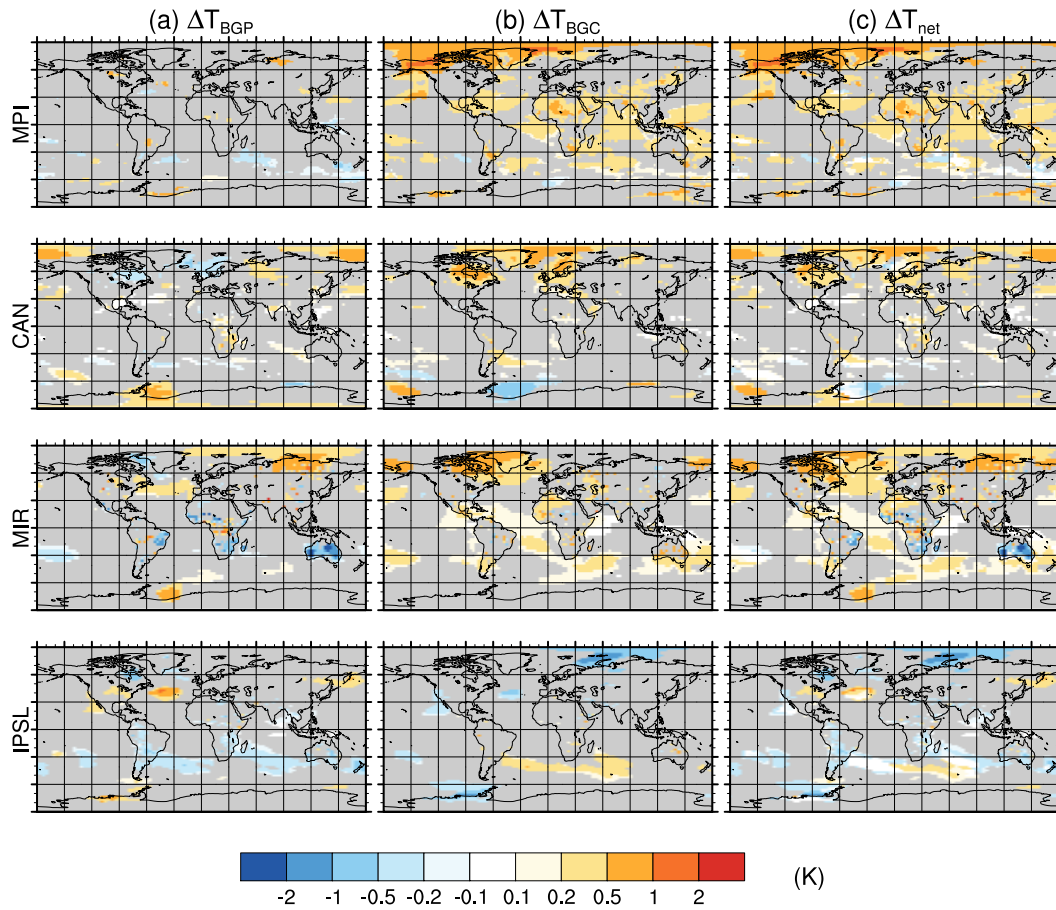 (a) ΔT_BGP (b) ΔT_BGC (c) ΔT_net
MPI
CAN
MIR
IPSL
-2 -1 -0.5 -0.2 -0.1 0.1 0.2 0.5 1 2 (K)